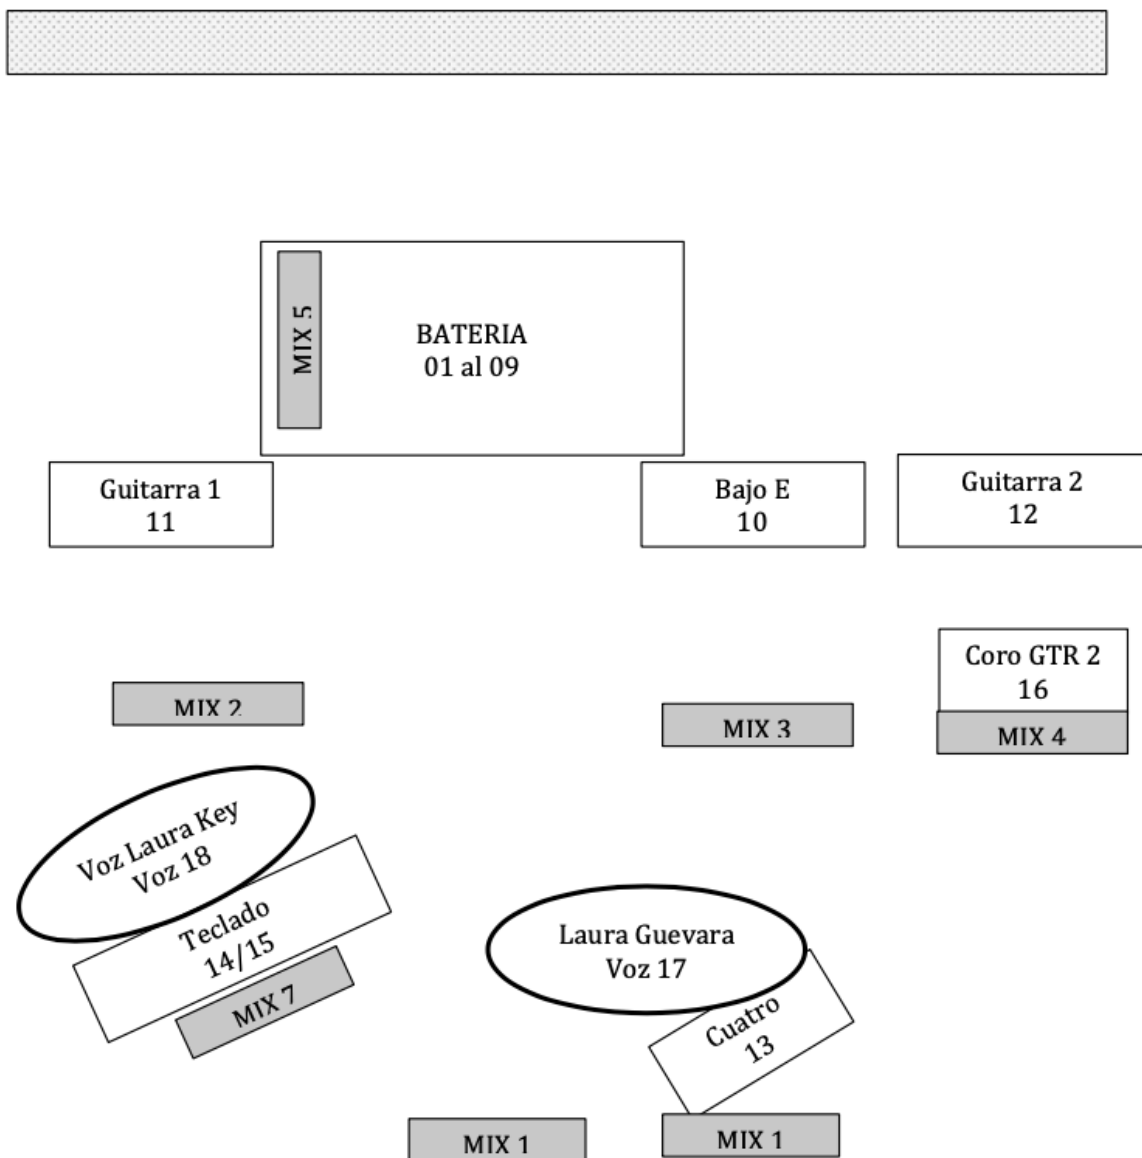 MIX 5
BATERIA
01 al 09
Guitarra 1
11
Bajo E
10
Guitarra 2
12
Coro GTR 2
16
MIX 2
MIX 3
MIX 4
Voz Laura Key
Voz 18
Teclado
14/15
MIX 7
Laura Guevara
Voz 17
Cuatro
13
MIX 1
MIX 1